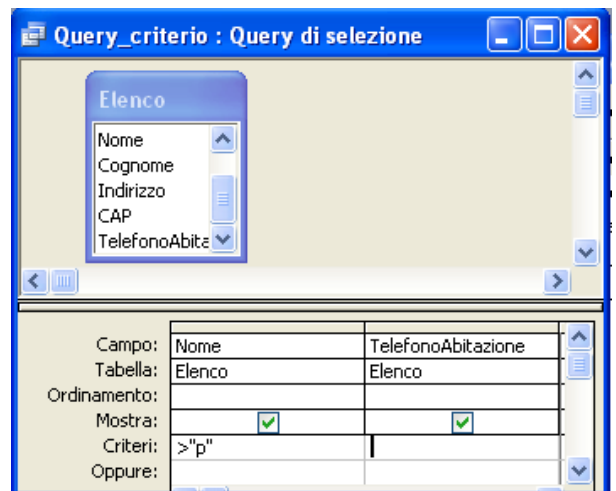 Query_criterio : Query di selezione
Elenco
Nome
Cognome
Indirizzo
CAP
TelefonoAbita
Campo: Nome TelefonoAbitazione
Tabella: Elenco Elenco
Ordinamento:
Mostra:
Criteri: >"p"
Oppure: